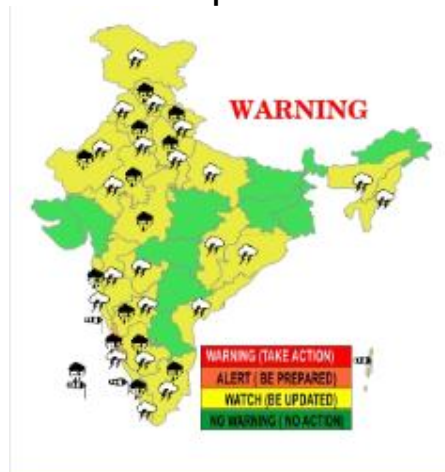 WARNING
WARNING (TAKE ACTION)
ALERT ( BE PREPARED)
WATCH (BE UPDATED)
NO WARNING ( NO ACTION)